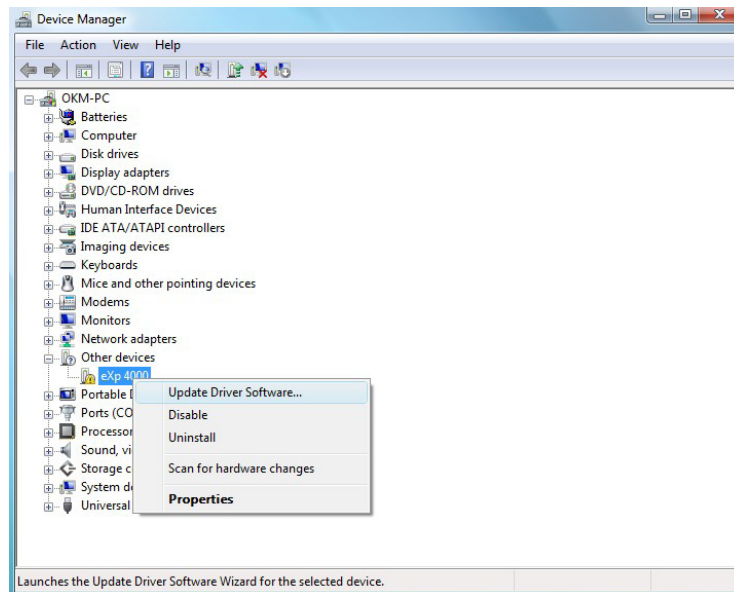 Device Manager
File Action View Help
OKM-PC
Batteries
Computer
Disk drives
Display adapters
DVD/CD-ROM drives
Human Interface Devices
IDE ATA/ATAPI controllers
Imaging devices
Keyboards
Mice and other pointing devices
Modems
Monitors
Network adapters
Other devices
eXp 4000
Portable
Update Driver Software...
Ports (CO
Disable
Processor
Uninstall
Sound, vi
Storage c
Scan for hardware changes
System de
Universal
Properties
Launches the Update Driver Software Wizard for the selected device.